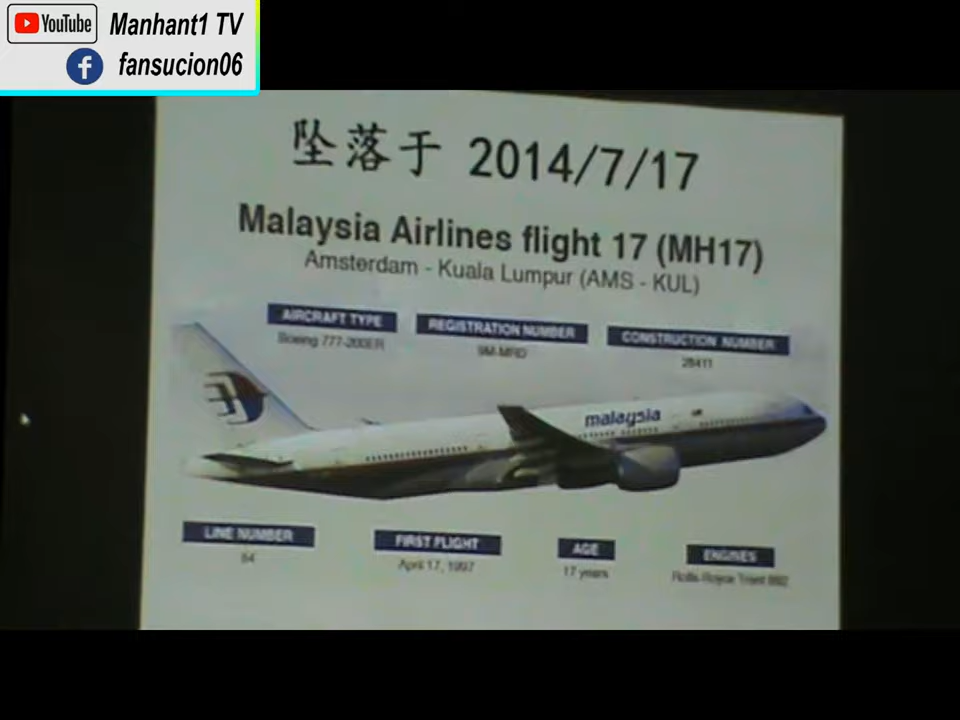 YouTube Manhant1 TV
fansucion06
坠落于 2014/7/17
Malaysia Airlines flight 17 (MH17)
Amsterdam - Kuala Lumpur (AMS - KUL)
AIRCRAFT TYPE
Boeing 777-200ER
REGISTRATION NUMBER
9M-MRD
CONSTRUCTION NUMBER
28411
malaysia
LINE NUMBER
84
FIRST FLIGHT
April 17, 1997
AGE
17 years
ENGINES
Rolls-Royce Trent 892